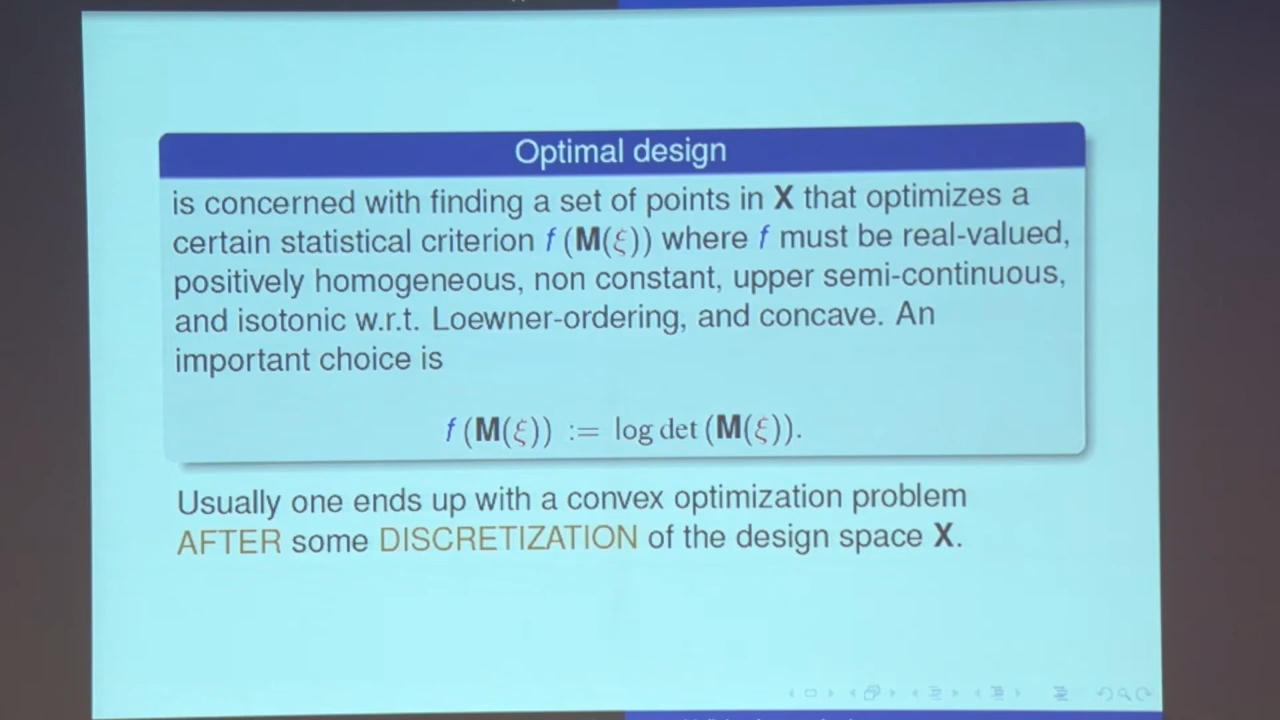 Optimal design
is concerned with finding a set of points in X that optimizes a
certain statistical criterion f (M(ξ)) where f must be real-valued,
positively homogeneous, non constant, upper semi-continuous,
and isotonic w.r.t. Loewner-ordering, and concave. An
important choice is
f (M(ξ)) := log det (M(ξ)).
Usually one ends up with a convex optimization problem
AFTER some DISCRETIZATION of the design space X.